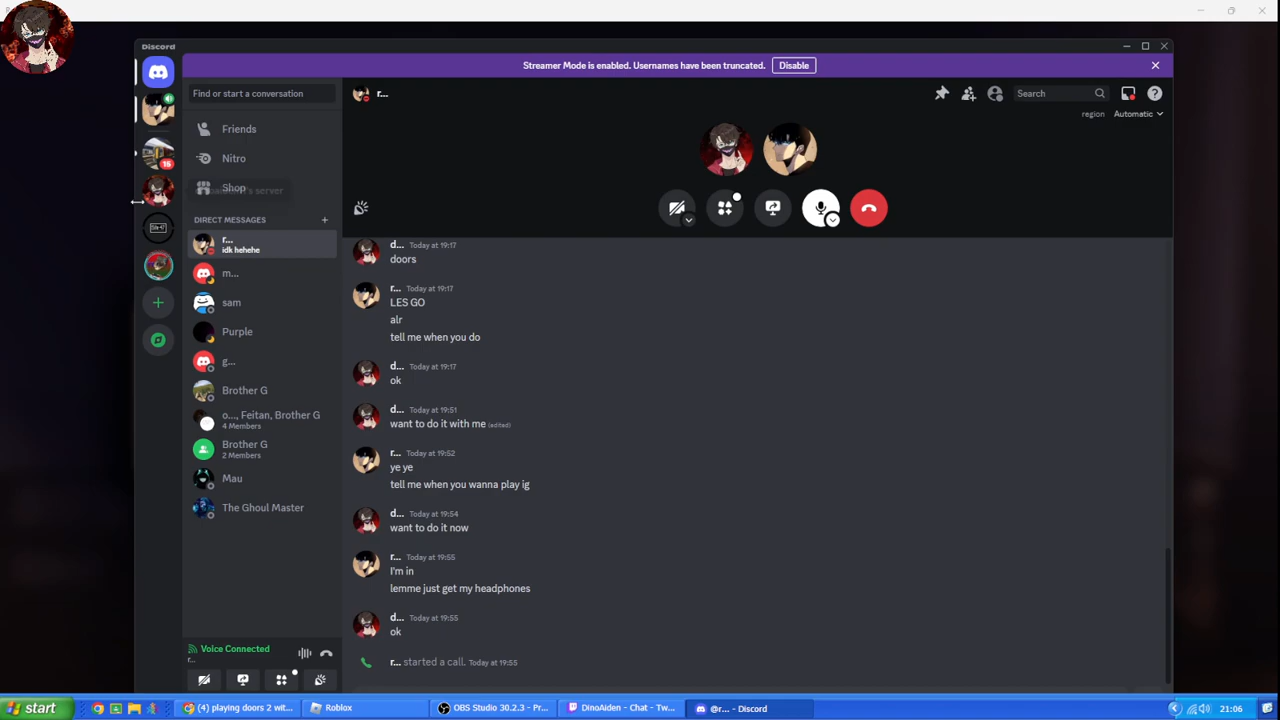 Discord
Streamer Mode is enabled. Usernames have been truncated. Disable
Find or start a conversation
r...
Search
region Automatic
Friends
Nitro
Shop
DIRECT MESSAGES +
r...
idk hehehe
m...
sam
Purple
g...
Brother G
o..., Feitan, Brother G
4 Members
Brother G
2 Members
Mau
The Ghoul Master
Voice Connected
r...
d... Today at 19:17
doors
r... Today at 19:17
LES GO
alr
tell me when you do
d... Today at 19:17
ok
d... Today at 19:51
want to do it with me (edited)
r... Today at 19:52
ye ye
tell me when you wanna play ig
d... Today at 19:54
want to do it now
r... Today at 19:55
I'm in
lemme just get my headphones
d... Today at 19:55
ok
r... started a call. Today at 19:55
start
(4) playing doors 2 wit...
Roblox
OBS Studio 30.2.3 - Pr...
DinoAiden - Chat - Tw...
@r... - Discord
21:06